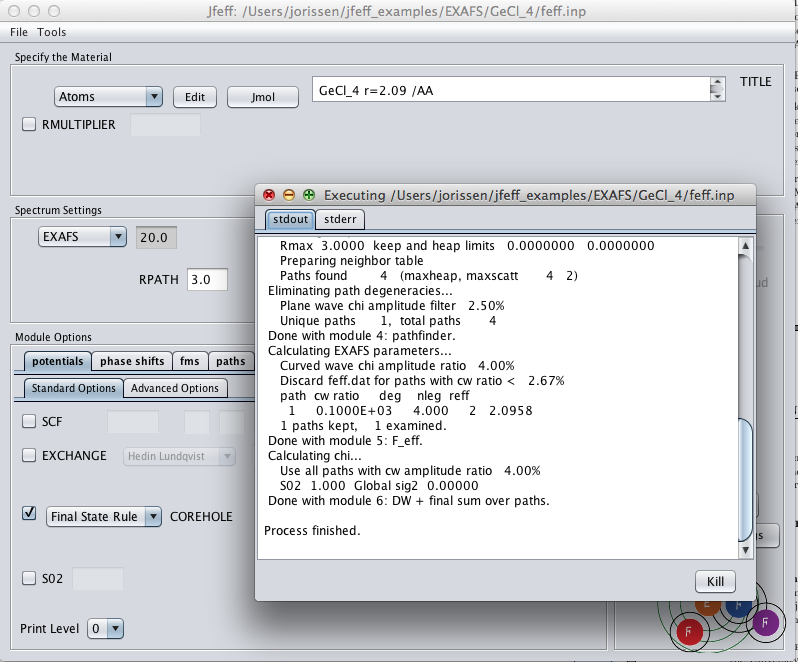 Jfeff: /Users/jorissen/jfeff_examples/EXAFS/GeCl_4/feff.inp
File Tools
Specify the Material
Atoms Edit Jmol GeCl_4 r=2.09 /AA TITLE
RMULTIPLIER
Spectrum Settings
EXAFS 20.0
RPATH 3.0
Module Options
potentials phase shifts fms paths
Standard Options Advanced Options
SCF
EXCHANGE Hedin Lundqvist
Final State Rule COREHOLE
S02
Print Level 0
Executing /Users/jorissen/jfeff_examples/EXAFS/GeCl_4/feff.inp
stdout stderr
Rmax 3.0000 keep and heap limits 0.0000000 0.0000000
Preparing neighbor table
Paths found 4 (maxheap, maxscatt 4 2)
Eliminating path degeneracies...
Plane wave chi amplitude filter 2.50%
Unique paths 1, total paths 4
Done with module 4: pathfinder.
Calculating EXAFS parameters...
Curved wave chi amplitude ratio 4.00%
Discard feff.dat for paths with cw ratio < 2.67%
path cw ratio deg nleg reff
1 0.1000E+03 4.000 2 2.0958
1 paths kept, 1 examined.
Done with module 5: F_eff.
Calculating chi...
Use all paths with cw amplitude ratio 4.00%
S02 1.000 Global sig2 0.00000
Done with module 6: DW + final sum over paths.
Process finished.
Kill
E F
F F